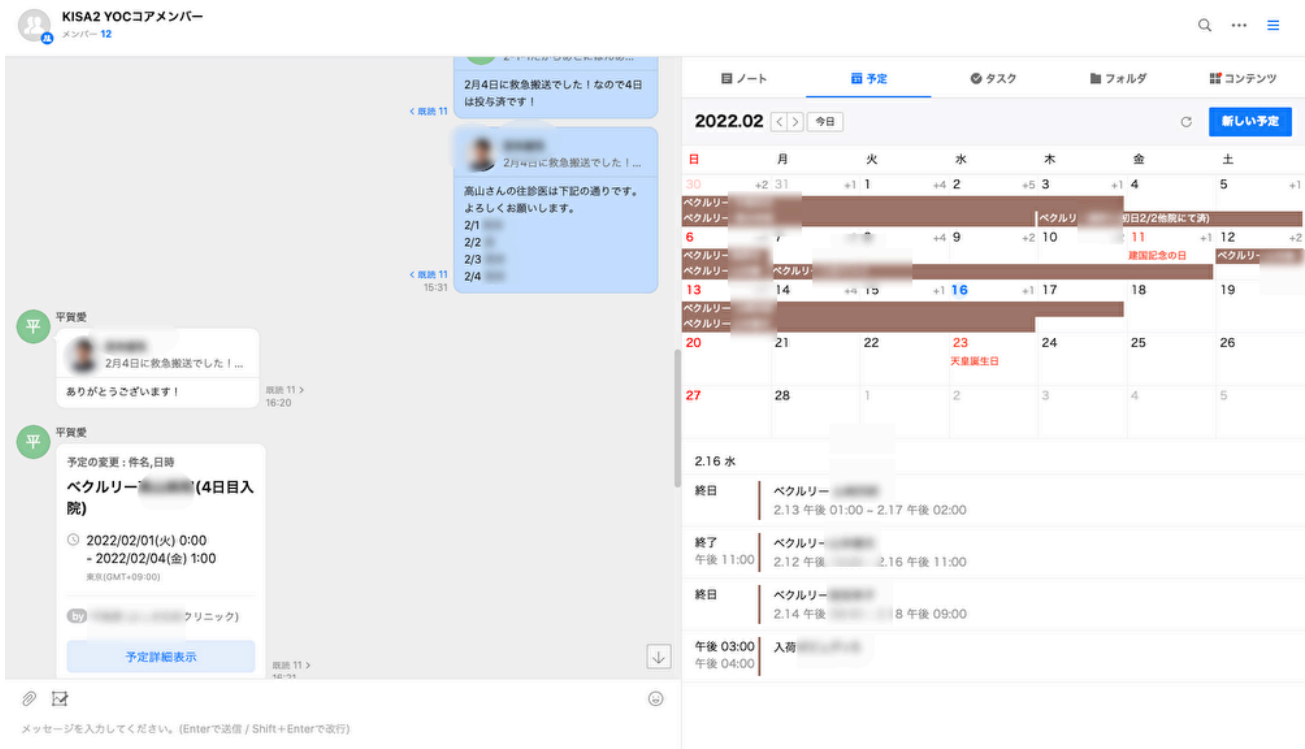 KISA2 YOCコアメンバー
メンバー 12
2月4日に救急搬送でした！なので4日
は投与済です！
既読 11
2月4日に救急搬送でした！...
高山さんの往診医は下記の通りです。
よろしくお願いします。
2/1
2/2
2/3
2/4
既読 11
15:31
平
平賀愛
2月4日に救急搬送でした！...
ありがとうございます！
既読 11
16:20
平
平賀愛
予定の変更 : 件名,日時
ベクルリー (4日目入
院)
2022/02/01(火) 0:00
- 2022/02/04(金) 1:00
東京(GMT+09:00)
by クリニック)
予定詳細表示
既読 11
16:21
メッセージを入力してください。(Enterで送信 / Shift+Enterで改行)
ノート 予定 タスク フォルダ コンテンツ
2022.02 < > 今日 新しい予定
日 月 火 水 木 金 土
30 +2 31 +1 1 +4 2 +5 3 +1 4 5 +1
ベクルリー
ベクルリー ベクルリ 初日2/2他院にて済)
6 7 8 +4 9 +2 10 11 +1 12 +2
建国記念の日
ベクルリー ベクルリー
ベクルリー ベクルリ
13 14 +4 15 +1 16 +1 17 18 19
ベクルリー
ベクルリー
20 21 22 23 24 25 26
天皇誕生日
27 28 1 2 3 4 5
2.16 水
終日 ベクルリー
2.13 午後 01:00 ~ 2.17 午後 02:00
終了 ベクルリー
午後 11:00 2.12 午後 2.16 午後 11:00
終日 ベクルリー
2.14 午後 8 午後 09:00
午後 03:00 入荷
午後 04:00